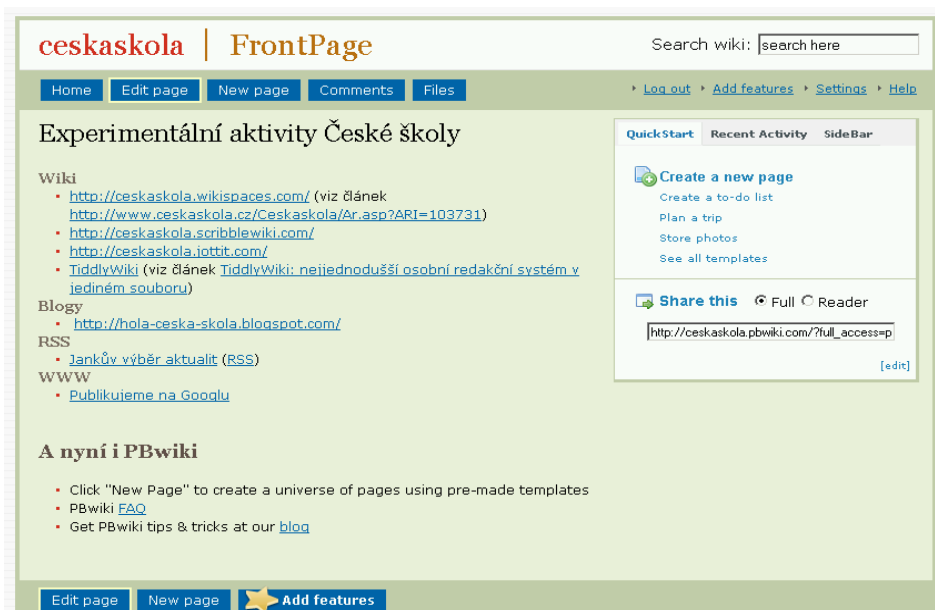 ceskaskola | FrontPage
Search wiki: search here
Home Edit page New page Comments Files
Log out Add features Settings Help
Experimentální aktivity České školy
Wiki
http://ceskaskola.wikispaces.com/ (viz článek
http://www.ceskaskola.cz/Ceskaskola/Ar.asp?ARI=103731)
http://ceskaskola.scribblewiki.com/
http://ceskaskola.jottit.com/
TiddlyWiki (viz článek TiddlyWiki: nejjednodušší osobní redakční systém v
jediném souboru)
Blogy
http://hola-ceska-skola.blogspot.com/
RSS
Jankův výběr aktualit (RSS)
WWW
Publikujeme na Googlu
A nyní i PBwiki
Click "New Page" to create a universe of pages using pre-made templates
PBwiki FAQ
Get PBwiki tips & tricks at our blog
QuickStart Recent Activity SideBar
Create a new page
Create a to-do list
Plan a trip
Store photos
See all templates
Share this Full Reader
http://ceskaskola.pbwiki.com/?full_access=p
[edit]
Edit page New page Add features